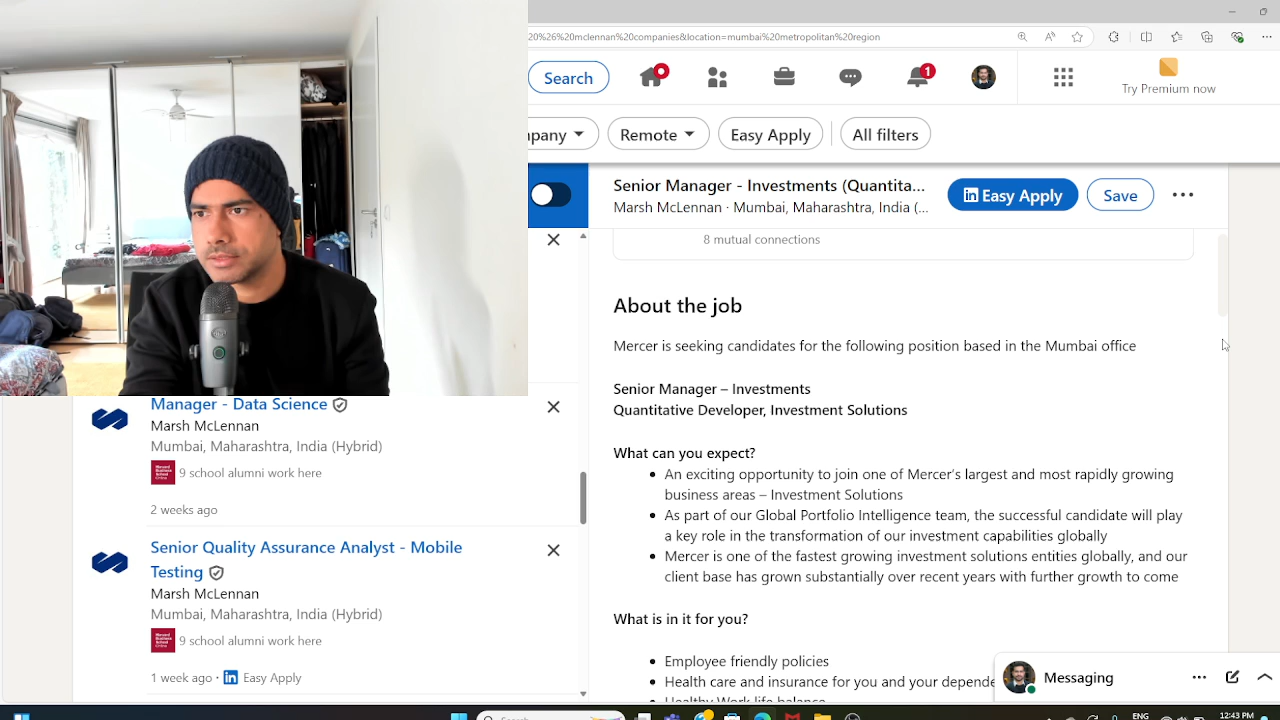 %20%26%20mclennan%20companies&location=mumbai%20metropolitan%20region
Search
1
Try Premium now
Remote
Easy Apply
All filters
Senior Manager - Investments (Quantita...
Marsh McLennan · Mumbai, Maharashtra, India (...
Easy Apply
Save
8 mutual connections
About the job
Mercer is seeking candidates for the following position based in the Mumbai office
Senior Manager – Investments
Quantitative Developer, Investment Solutions
What can you expect?
An exciting opportunity to join one of Mercer's largest and most rapidly growing
business areas – Investment Solutions
As part of our Global Portfolio Intelligence team, the successful candidate will play
a key role in the transformation of our investment capabilities globally
Mercer is one of the fastest growing investment solutions entities globally, and our
client base has grown substantially over recent years with further growth to come
What is in it for you?
Employee friendly policies
Health care and insurance for you and your depende
Healthy Work life balance
Manager - Data Science
Marsh McLennan
Mumbai, Maharashtra, India (Hybrid)
9 school alumni work here
2 weeks ago
Senior Quality Assurance Analyst - Mobile
Testing
Marsh McLennan
Mumbai, Maharashtra, India (Hybrid)
9 school alumni work here
1 week ago · Easy Apply
Messaging
Search
ENG
12:43 PM